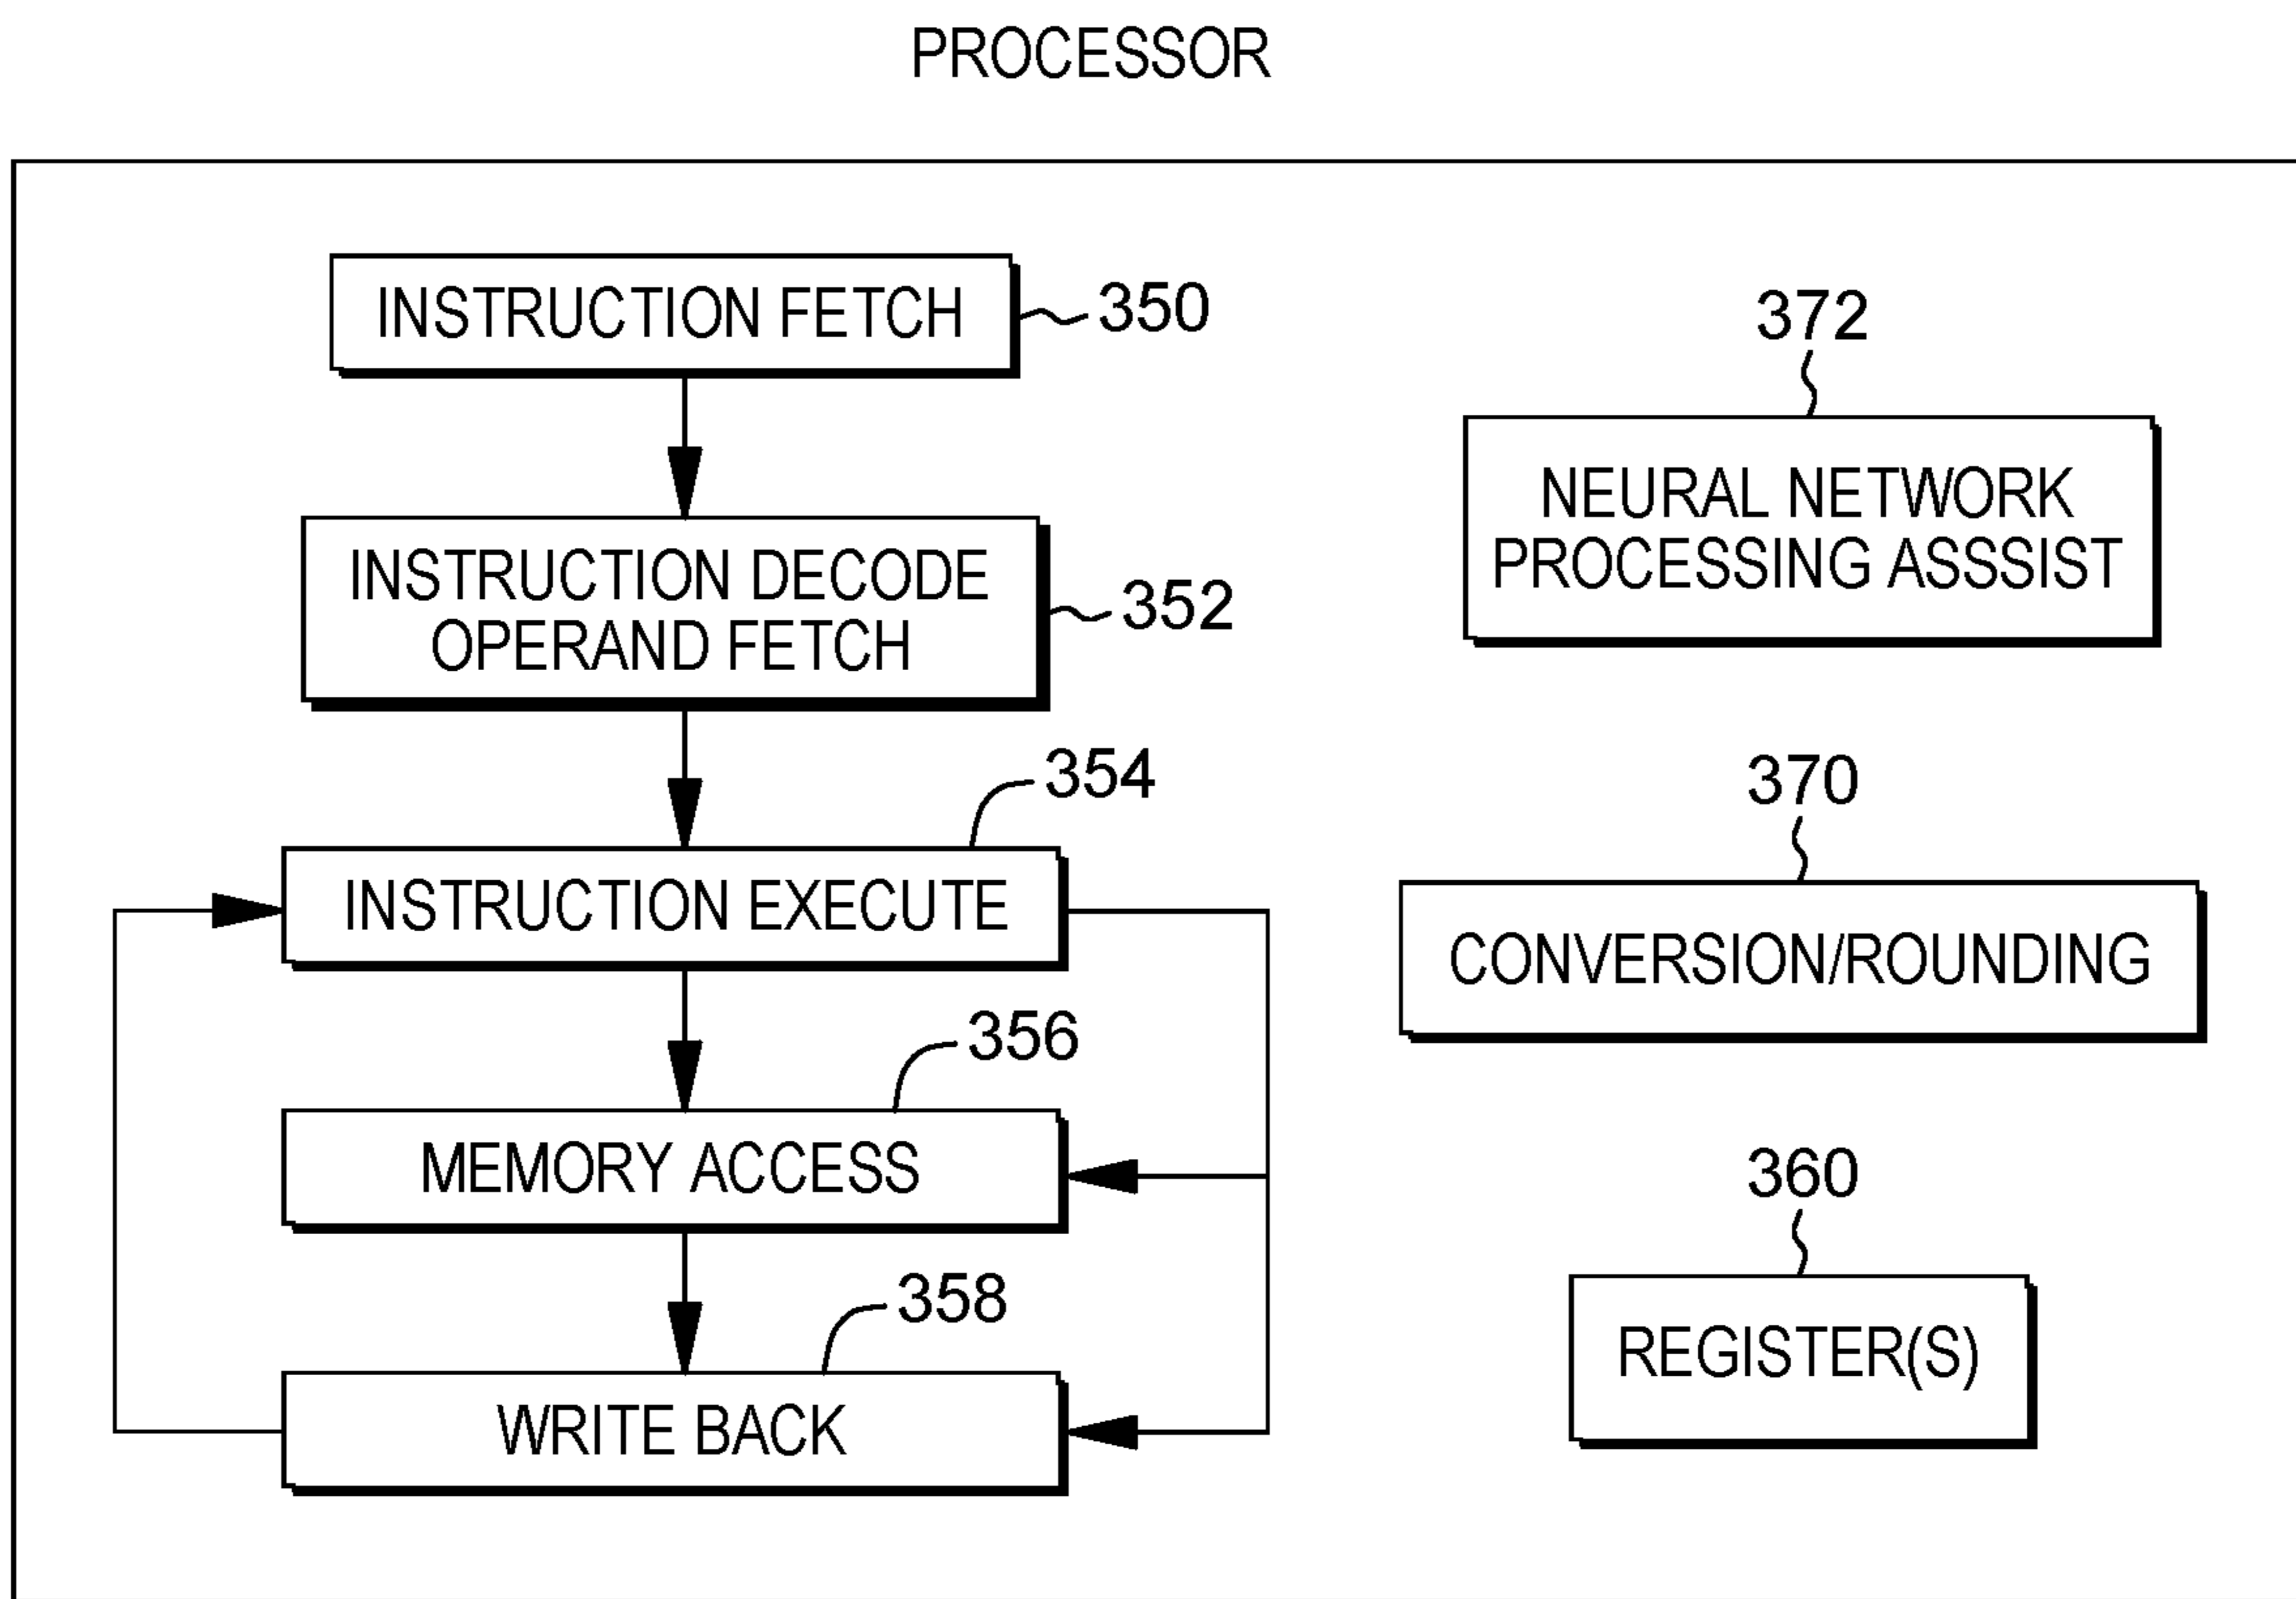 PROCESSOR
INSTRUCTION FETCH
350
INSTRUCTION DECODE
OPERAND FETCH
352
354
INSTRUCTION EXECUTE
356
MEMORY ACCESS
358
WRITE BACK
372
NEURAL NETWORK
PROCESSING ASSSIST
370
CONVERSION/ROUNDING
360
REGISTER(S)